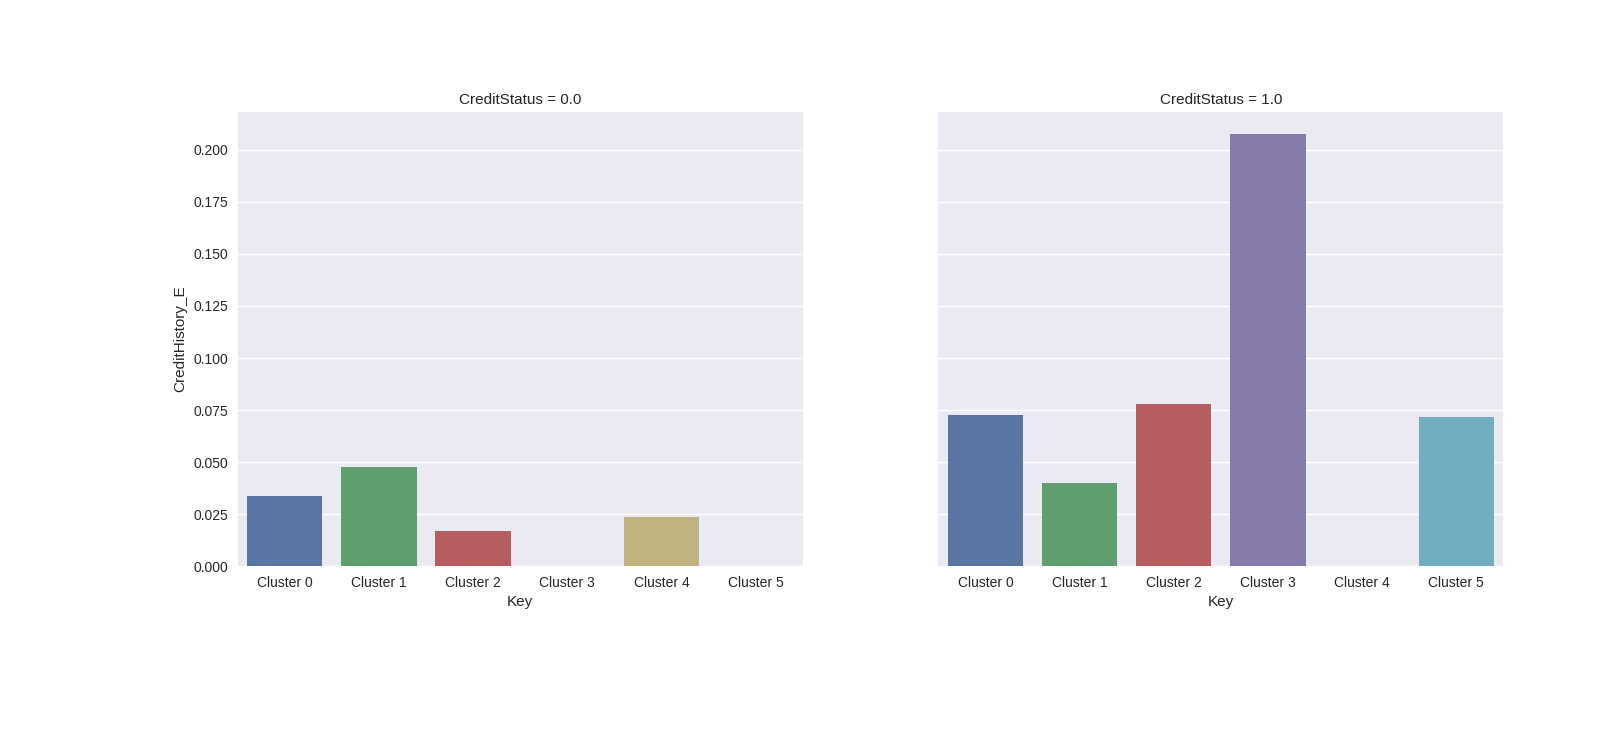 CreditStatus = 0.0
CreditHistory_E
0.200
0.175
0.150
0.125
0.100
0.075
0.050
0.025
0.000
Cluster 0 Cluster 1 Cluster 2 Cluster 3 Cluster 4 Cluster 5
Key
CreditStatus = 1.0
Cluster 0 Cluster 1 Cluster 2 Cluster 3 Cluster 4 Cluster 5
Key